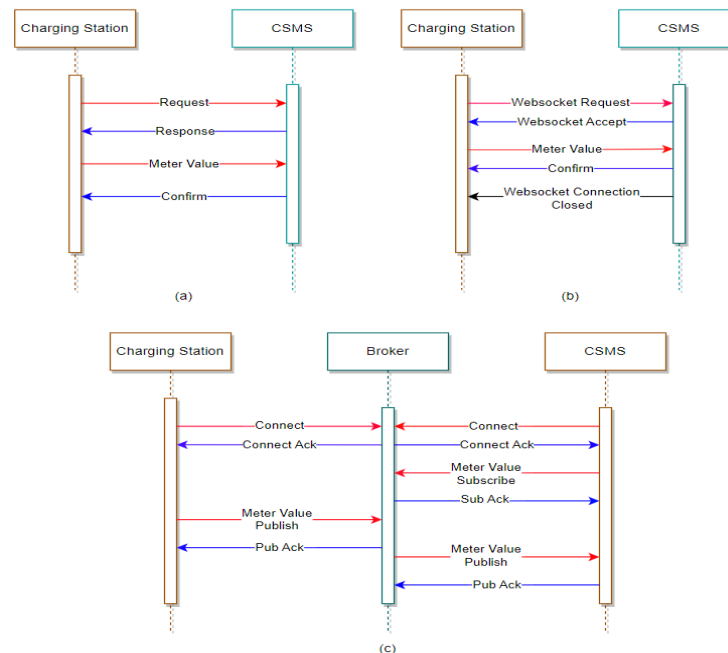 Charging Station
CSMS
Request
Response
Meter Value
Confirm
(a)
Charging Station
CSMS
Websocket Request
Websocket Accept
Meter Value
Confirm
Websocket Connection
Closed
(b)
Charging Station
Broker
CSMS
Connect
Connect
Connect Ack
Connect Ack
Meter Value
Subscribe
Sub Ack
Meter Value
Publish
Pub Ack
Meter Value
Publish
Pub Ack
(c)